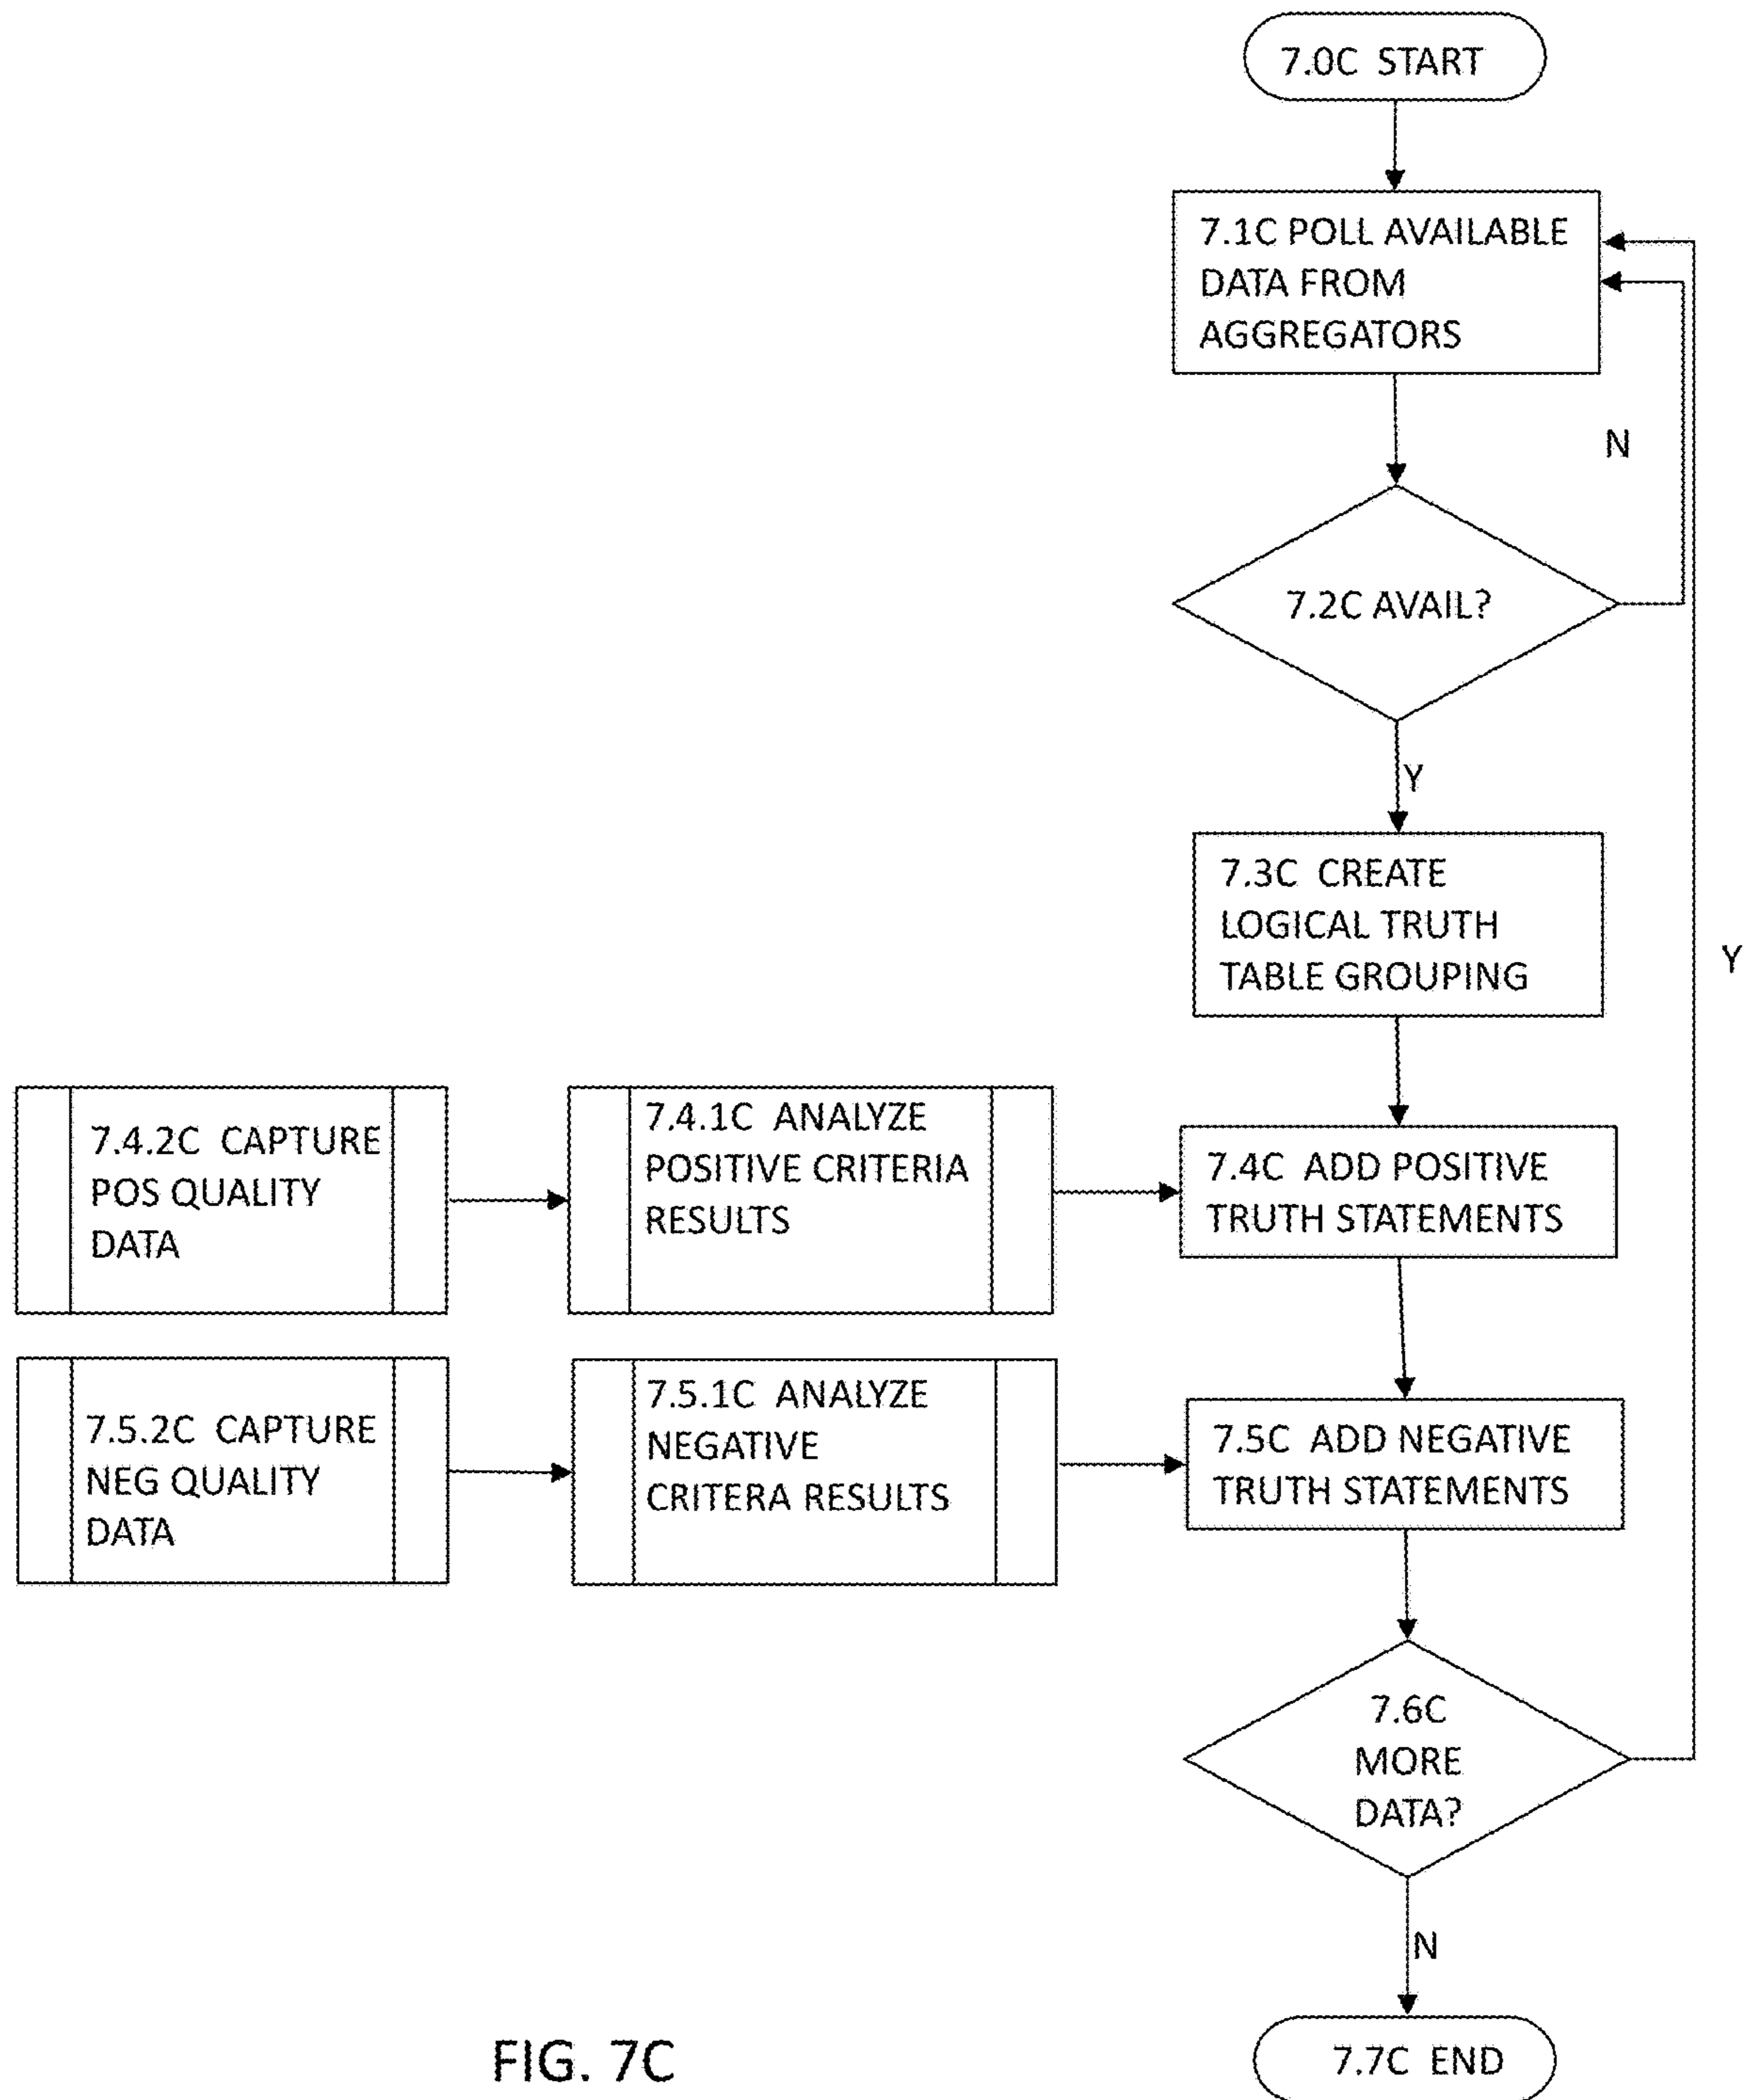 7.0C START
7.1C POLL AVAILABLE
DATA FROM
AGGREGATORS
N
7.2C AVAIL?
Y
7.3C CREATE
LOGICAL TRUTH
TABLE GROUPING
Y
7.4.2C CAPTURE
POS QUALITY
DATA
7.4.1C ANALYZE
POSITIVE CRITERIA
RESULTS
7.4C ADD POSITIVE
TRUTH STATEMENTS
7.5.2C CAPTURE
NEG QUALITY
DATA
7.5.1C ANALYZE
NEGATIVE
CRITERA RESULTS
7.5C ADD NEGATIVE
TRUTH STATEMENTS
7.6C
MORE
DATA?
N
7.7C END
FIG. 7C